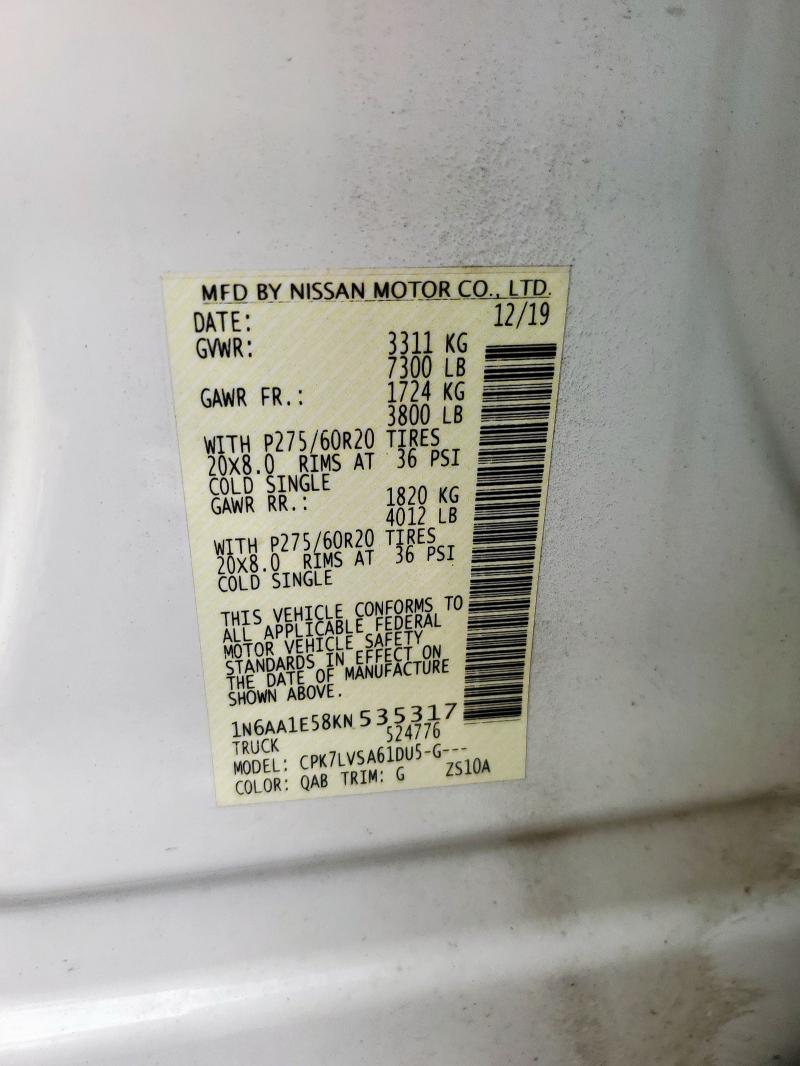 MFD BY NISSAN MOTOR CO., LTD.
DATE: 12/19
GVWR: 3311 KG
7300 LB
GAWR FR.: 1724 KG
3800 LB
WITH P275/60R20 TIRES
20X8.0 RIMS AT 36 PSI
COLD SINGLE
GAWR RR.: 1820 KG
4012 LB
WITH P275/60R20 TIRES
20X8.0 RIMS AT 36 PSI
COLD SINGLE
THIS VEHICLE CONFORMS TO
ALL APPLICABLE FEDERAL
MOTOR VEHICLE SAFETY
STANDARDS IN EFFECT ON
THE DATE OF MANUFACTURE
SHOWN ABOVE.
1N6AA1E58KN535317
TRUCK 524776
MODEL: CPK7LVSA61DU5-G---
COLOR: QAB TRIM: G ZS10A